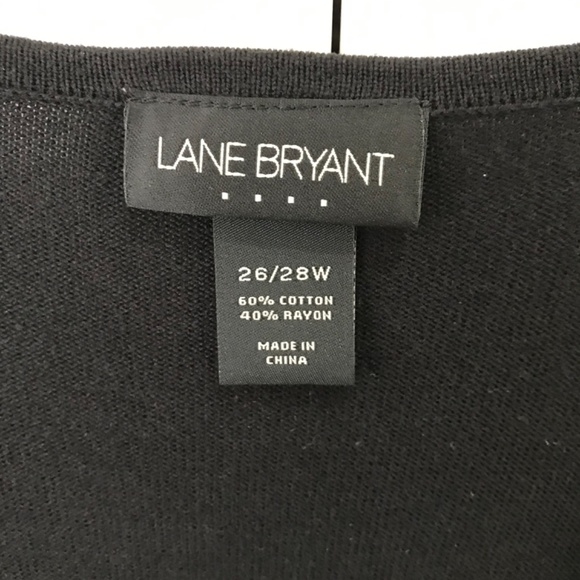 LANE BRYANT
26/28W
60% COTTON
40% RAYON
MADE IN
CHINA